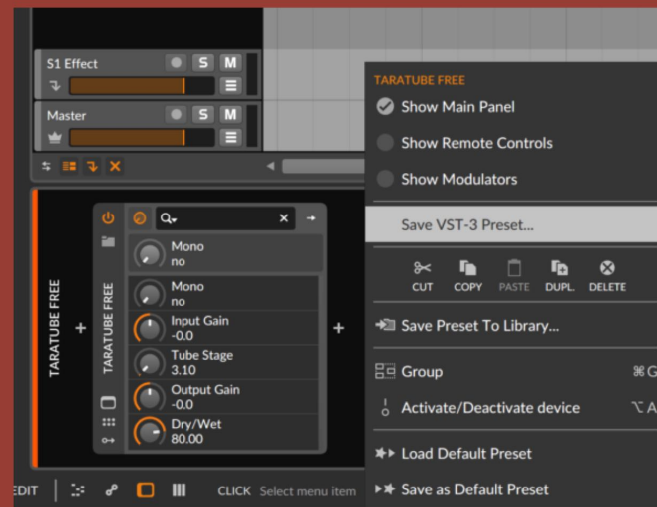 S1 Effect
S M
Master
S M
TARATUBE FREE
Show Main Panel
Show Remote Controls
Show Modulators
Save VST-3 Preset...
CUT COPY PASTE DUPL. DELETE
Save Preset To Library...
Group ⌘G
Activate/Deactivate device ⌥A
Load Default Preset
Save as Default Preset
TARATUBE FREE
TARATUBE FREE
Mono
no
Mono
no
Input Gain
-0.0
Tube Stage
3.10
Output Gain
-0.0
Dry/Wet
80.00
EDIT
CLICK Select menu item